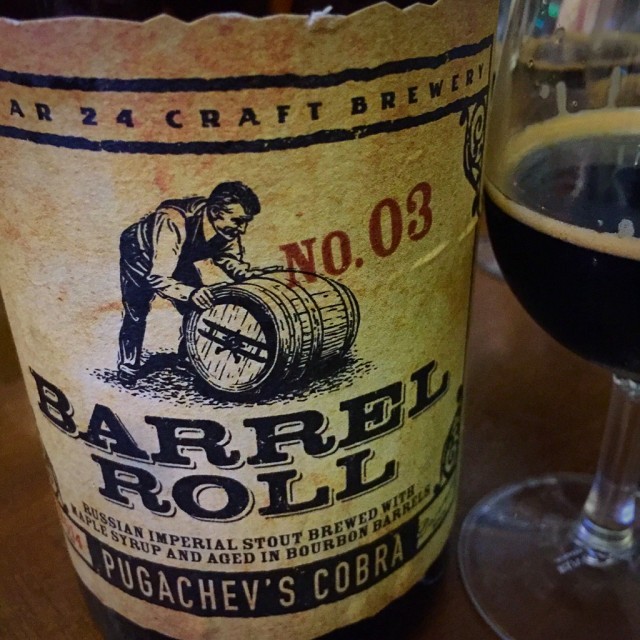 AR 24 CRAFT BREWERY
NO. 03
BARREL
ROLL
RUSSIAN IMPERIAL STOUT BREWED WITH
MAPLE SYRUP AND AGED IN BOURBON BARRELS
PUGACHEV'S COBRA